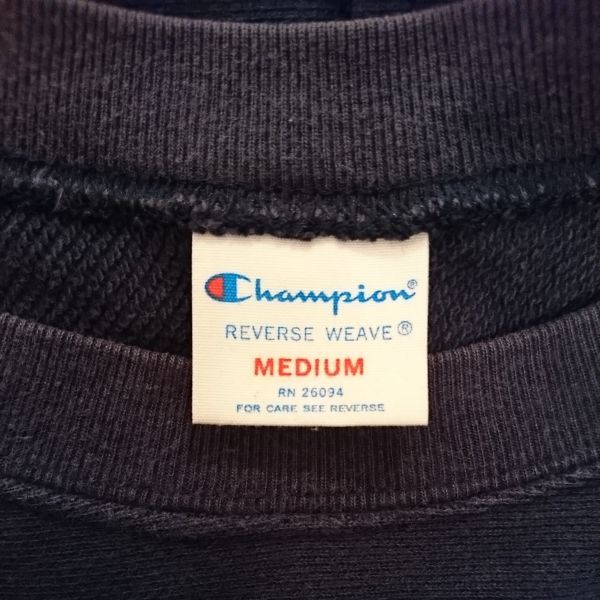 Champion®
REVERSE WEAVE®
MEDIUM
RN 26094
FOR CARE SEE REVERSE